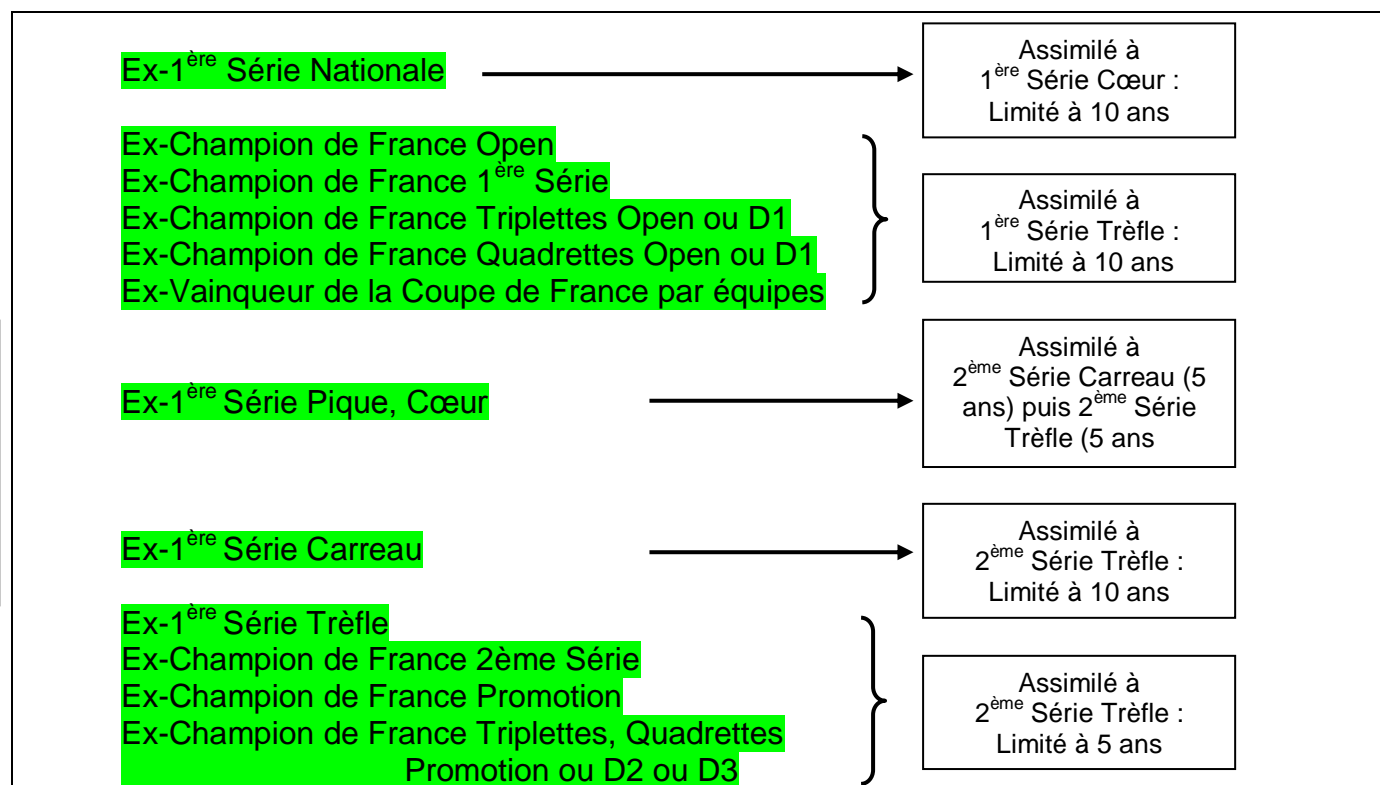 Ex-1ère Série Nationale
Assimilé à
1ère Série Cœur :
Limité à 10 ans
Ex-Champion de France Open
Ex-Champion de France 1ère Série
Ex-Champion de France Triplettes Open ou D1
Ex-Champion de France Quadrettes Open ou D1
Ex-Vainqueur de la Coupe de France par équipes
Assimilé à
1ère Série Trèfle :
Limité à 10 ans
Ex-1ère Série Pique, Cœur
Assimilé à
2ème Série Carreau (5
ans) puis 2ème Série
Trèfle (5 ans
Ex-1ère Série Carreau
Assimilé à
2ème Série Trèfle :
Limité à 10 ans
Ex-1ère Série Trèfle
Ex-Champion de France 2ème Série
Ex-Champion de France Promotion
Ex-Champion de France Triplettes, Quadrettes
Promotion ou D2 ou D3
Assimilé à
2ème Série Trèfle :
Limité à 5 ans